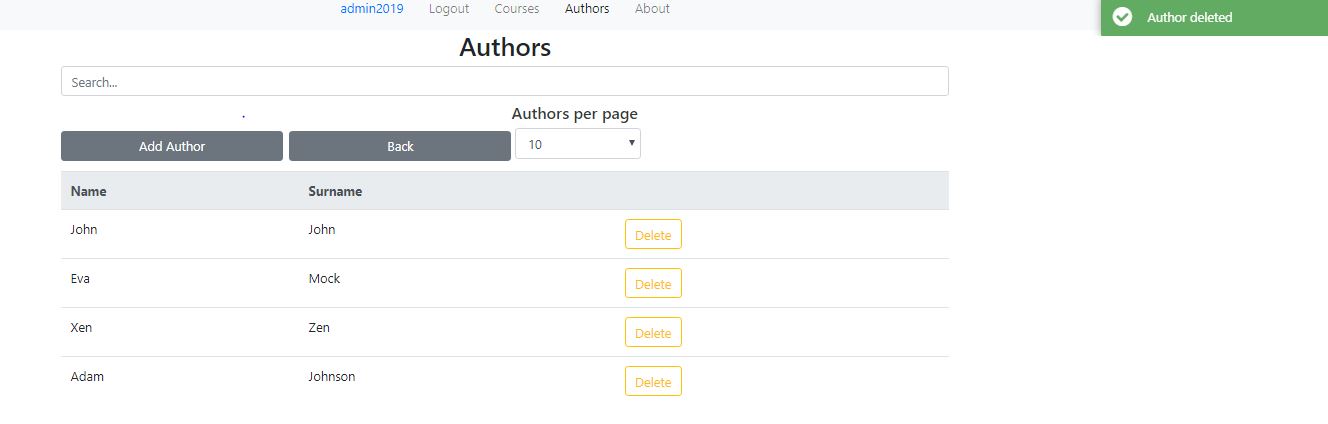 admin2019 Logout Courses Authors About
Author deleted
Authors
Search...
. Authors per page
Add Author Back 10
Name Surname
John John Delete
Eva Mock Delete
Xen Zen Delete
Adam Johnson Delete